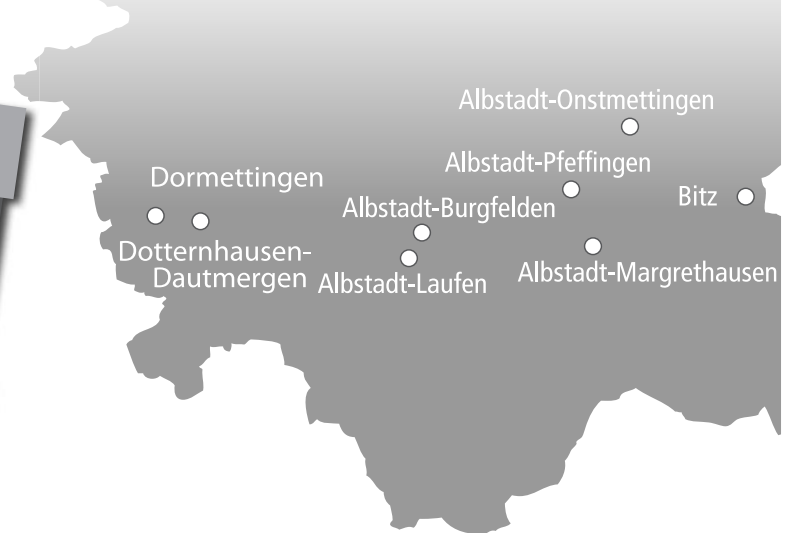 Albstadt-Onstmettingen
Albstadt-Pfeffingen
Dormettingen
Bitz
Albstadt-Burgfelden
Dotternhausen-
Dautmergen
Albstadt-Laufen
Albstadt-Margrethausen